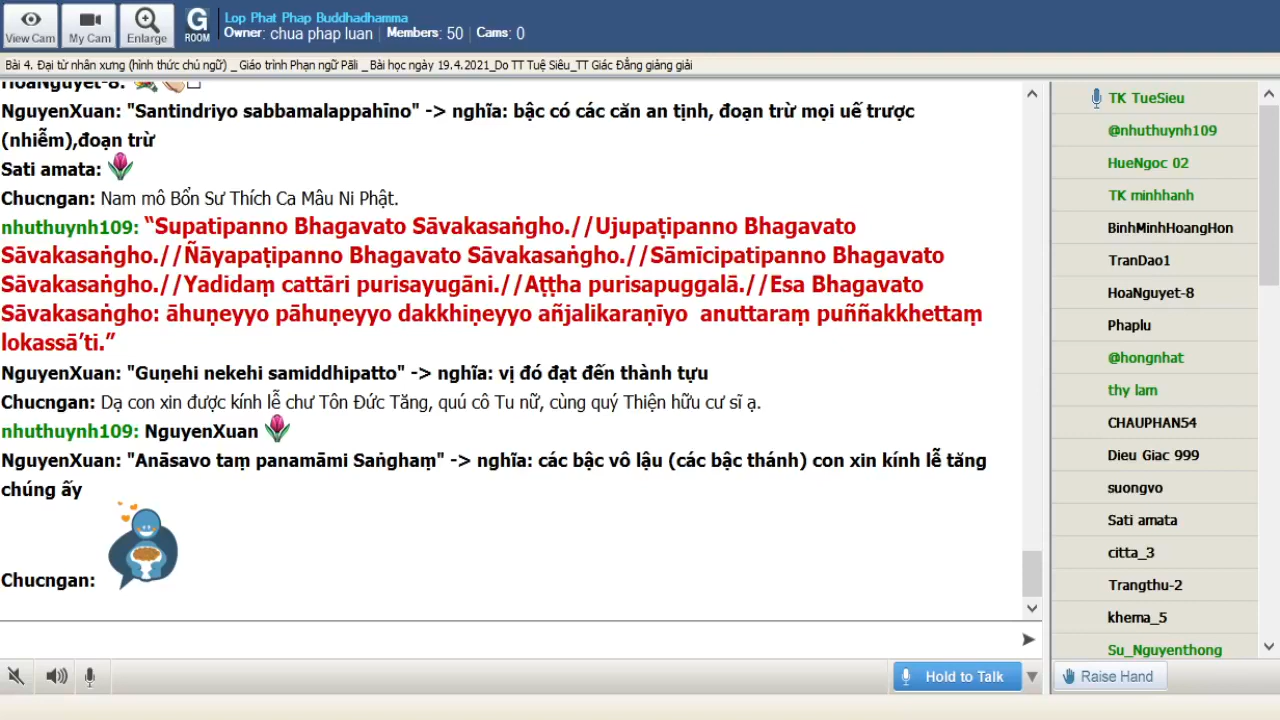 View Cam
My Cam
Enlarge
G
ROOM
Lop Phat Phap Buddhadhamma
Owner: chua phap luan | Members: 50 | Cams: 0
Bài 4. Đại từ nhân xưng (hình thức chủ ngữ) _ Giáo trình Phạn ngữ Pāli _ Bài học ngày 19.4.2021_Do TT Tuệ Siêu_TT Giác Đẳng giảng giải
HoaNguyet-8:
NguyenXuan: "Santindriyo sabbamalappahīno" -> nghĩa: bậc có các căn an tịnh, đoạn trừ mọi uế trược
(nhiễm),đoạn trừ
Sati amata:
Chucngan: Nam mô Bổn Sư Thích Ca Mâu Ni Phật.
nhuthuynh109: “Supatipanno Bhagavato Sāvakasaṅgho.//Ujupaṭipanno Bhagavato
Sāvakasaṅgho.//Ñāyapaṭipanno Bhagavato Sāvakasaṅgho.//Sāmīcipatipanno Bhagavato
Sāvakasaṅgho.//Yadidaṃ cattāri purisayugāni.//Aṭṭha purisapuggalā.//Esa Bhagavato
Sāvakasaṅgho: āhuṇeyyo pāhuṇeyyo dakkhiṇeyyo añjalikaraṇīyo anuttaraṃ puññakkhettaṃ
lokassā’ti.”
NguyenXuan: "Guṇehi nekehi samiddhipatto" -> nghĩa: vị đó đạt đến thành tựu
Chucngan: Dạ con xin được kính lễ chư Tôn Đức Tăng, quú cô Tu nữ, cùng quý Thiện hữu cư sĩ ạ.
nhuthuynh109: NguyenXuan
NguyenXuan: "Anāsavo taṃ panamāmi Saṅghaṃ" -> nghĩa: các bậc vô lậu (các bậc thánh) con xin kính lễ tăng
chúng ấy
Chucngan:
Hold to Talk
TK TueSieu
@nhuthuynh109
HueNgoc 02
TK minhhanh
BinhMinhHoangHon
TranDao1
HoaNguyet-8
Phaplu
@hongnhat
thy lam
CHAUPHAN54
Dieu Giac 999
suongvo
Sati amata
citta_3
Trangthu-2
khema_5
Su_Nguyenthong
Raise Hand